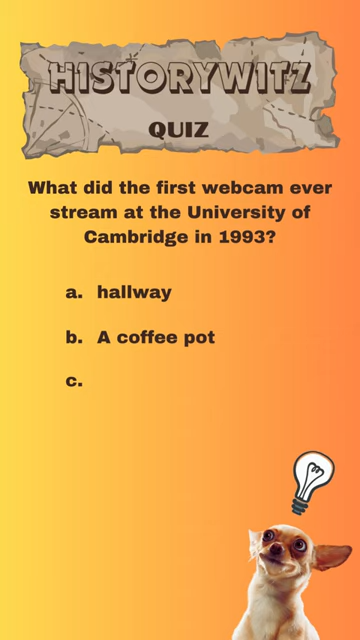 HISTORYWITZ
QUIZ
What did the first webcam ever
stream at the University of
Cambridge in 1993?
a. hallway
b. A coffee pot
c.